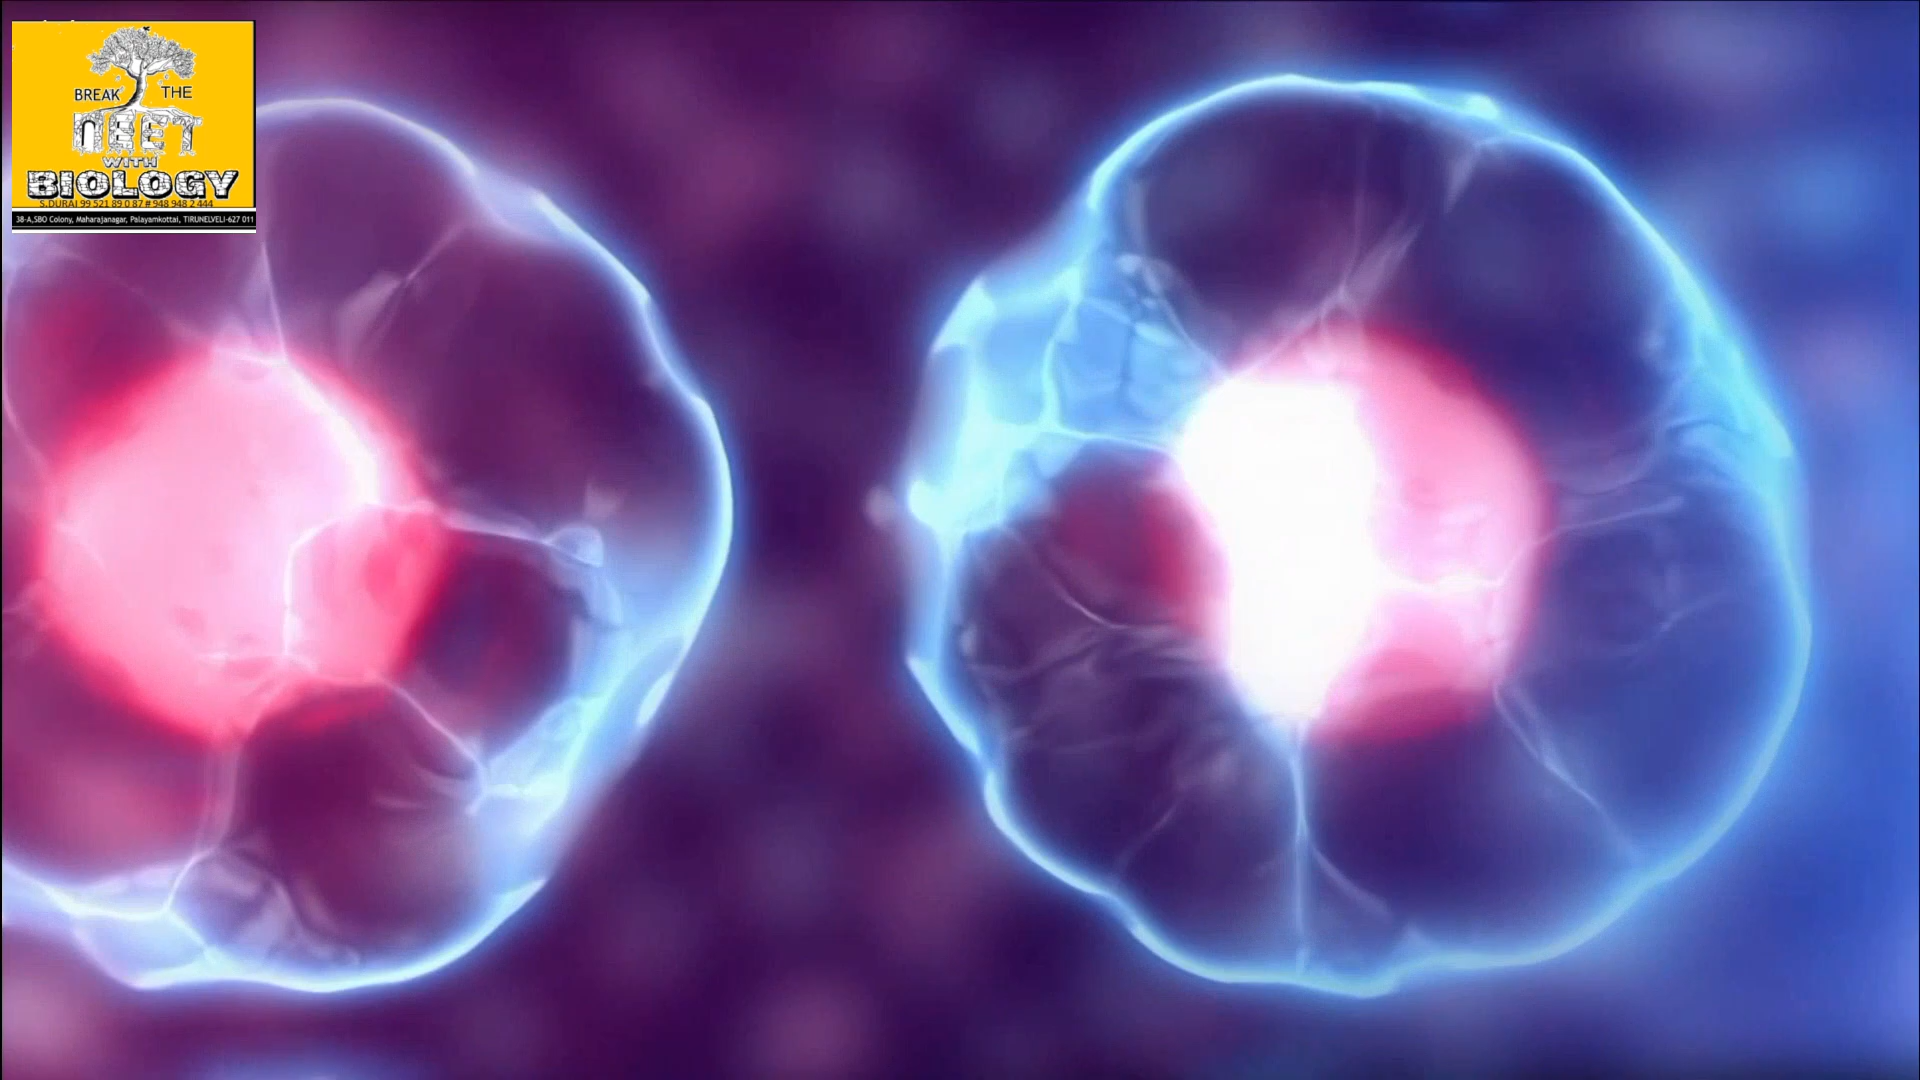 BREAK THE
NEET
WITH
BIOLOGY
S.DURAI 99 521 89 0 87 # 948 948 2 444
38-A,SBO Colony, Maharajanagar, Palayamkottai, TIRUNELVELI-627 011